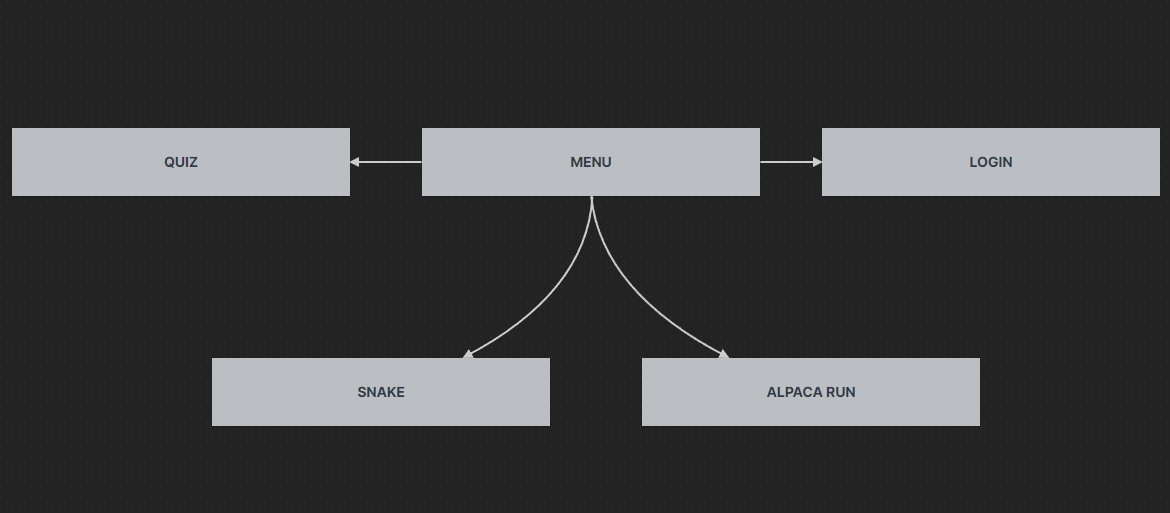 QUIZ
MENU
LOGIN
SNAKE
ALPACA RUN